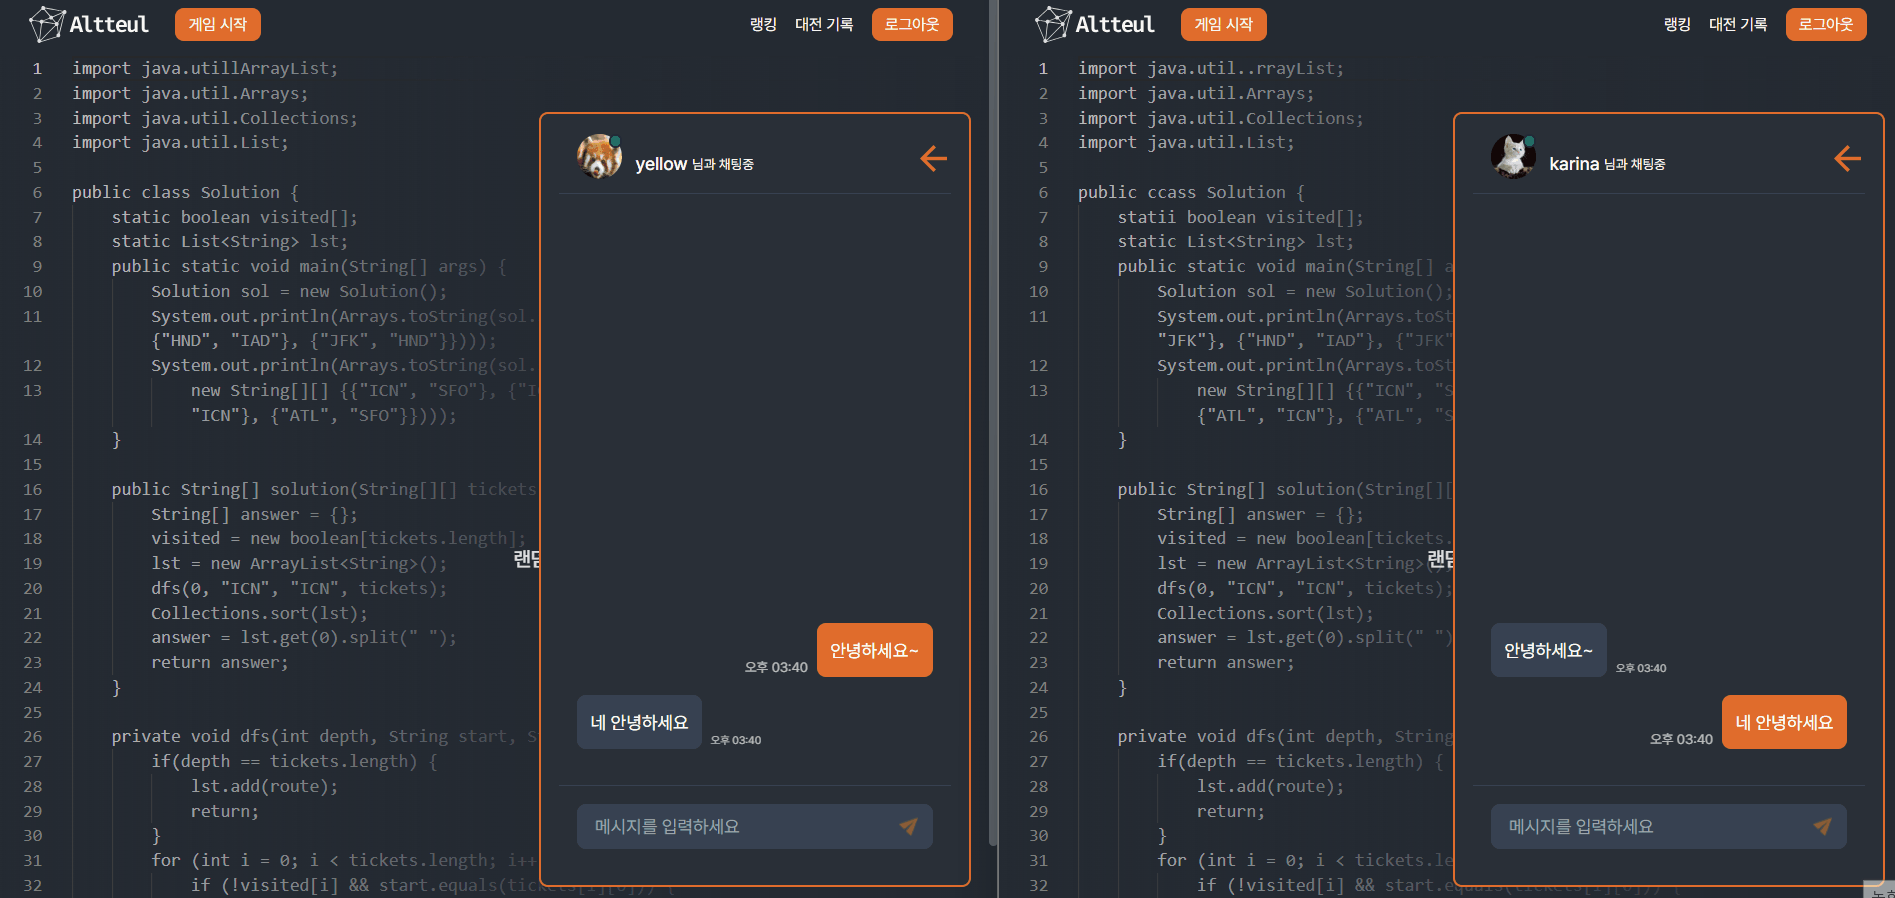 Altteul 게임 시작 랭킹 대전 기록 로그아웃
1 import java.utillArrayList;
2 import java.util.Arrays;
3 import java.util.Collections;
4 import java.util.List;
5
6 public class Solution {
7 static boolean visited[];
8 static List<String> lst;
9 public static void main(String[] args) {
10 Solution sol = new Solution();
11 System.out.println(Arrays.toString(sol.
{"HND", "IAD"}, {"JFK", "HND"}})));
12 System.out.println(Arrays.toString(sol.
13 new String[][] {{"ICN", "SFO"}, {"I
"ICN"}, {"ATL", "SFO"}})));
14 }
15
16 public String[] solution(String[][] tickets
17 String[] answer = {};
18 visited = new boolean[tickets.length];
19 lst = new ArrayList<String>();
20 dfs(0, "ICN", "ICN", tickets);
21 Collections.sort(lst);
22 answer = lst.get(0).split(" ");
23 return answer;
24 }
25
26 private void dfs(int depth, String start, S
27 if(depth == tickets.length) {
28 lst.add(route);
29 return;
30 }
31 for (int i = 0; i < tickets.length; i++
32 if (!visited[i] && start.equals(tickets[i][0])) {
랜덤
yellow 님과 채팅중
안녕하세요~
오후 03:40
네 안녕하세요
오후 03:40
메시지를 입력하세요
Altteul 게임 시작 랭킹 대전 기록 로그아웃
1 import java.util..rrayList;
2 import java.util.Arrays;
3 import java.util.Collections;
4 import java.util.List;
5
6 public ccass Solution {
7 statii boolean visited[];
8 static List<String> lst;
9 public static void main(String[] a
10 Solution sol = new Solution();
11 System.out.println(Arrays.toSt
"JFK"}, {"HND", "IAD"}, {"JFK"
12 System.out.println(Arrays.toSt
13 new String[][] {{"ICN", "S
{"ATL", "ICN"}, {"ATL", "S
14 }
15
16 public String[] solution(String[][
17 String[] answer = {};
18 visited = new boolean[tickets.
19 lst = new ArrayList<String>();
20 dfs(0, "ICN", "ICN", tickets);
21 Collections.sort(lst);
22 answer = lst.get(0).split(" ")
23 return answer;
24 }
25
26 private void dfs(int depth, String
27 if(depth == tickets.length) {
28 lst.add(route);
29 return;
30 }
31 for (int i = 0; i < tickets.le
32 if (!visited[i] && start.equals(tickets[i][0])) {
랜덤
karina 님과 채팅중
안녕하세요~
오후 03:40
네 안녕하세요
오후 03:40
메시지를 입력하세요